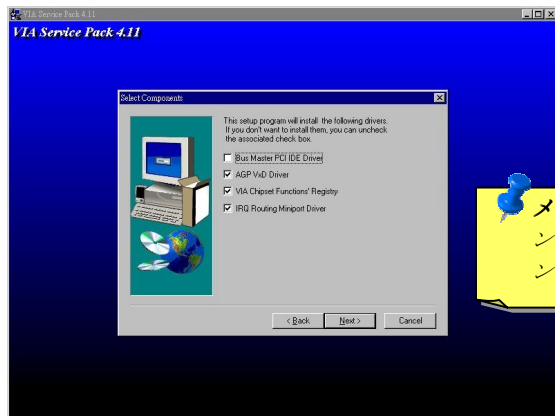 VIA Service Pack 4.11
VIA Service Pack 4.11
Select Components
This setup program will install the following drivers.
If you don't want to install them, you can uncheck
the associated check box.
Bus Master PCI IDE Driver
AGP VxD Driver
VIA Chipset Functions' Registry
IRQ Routing Miniport Driver
< Back
Next >
Cancel
メ
ン
ン